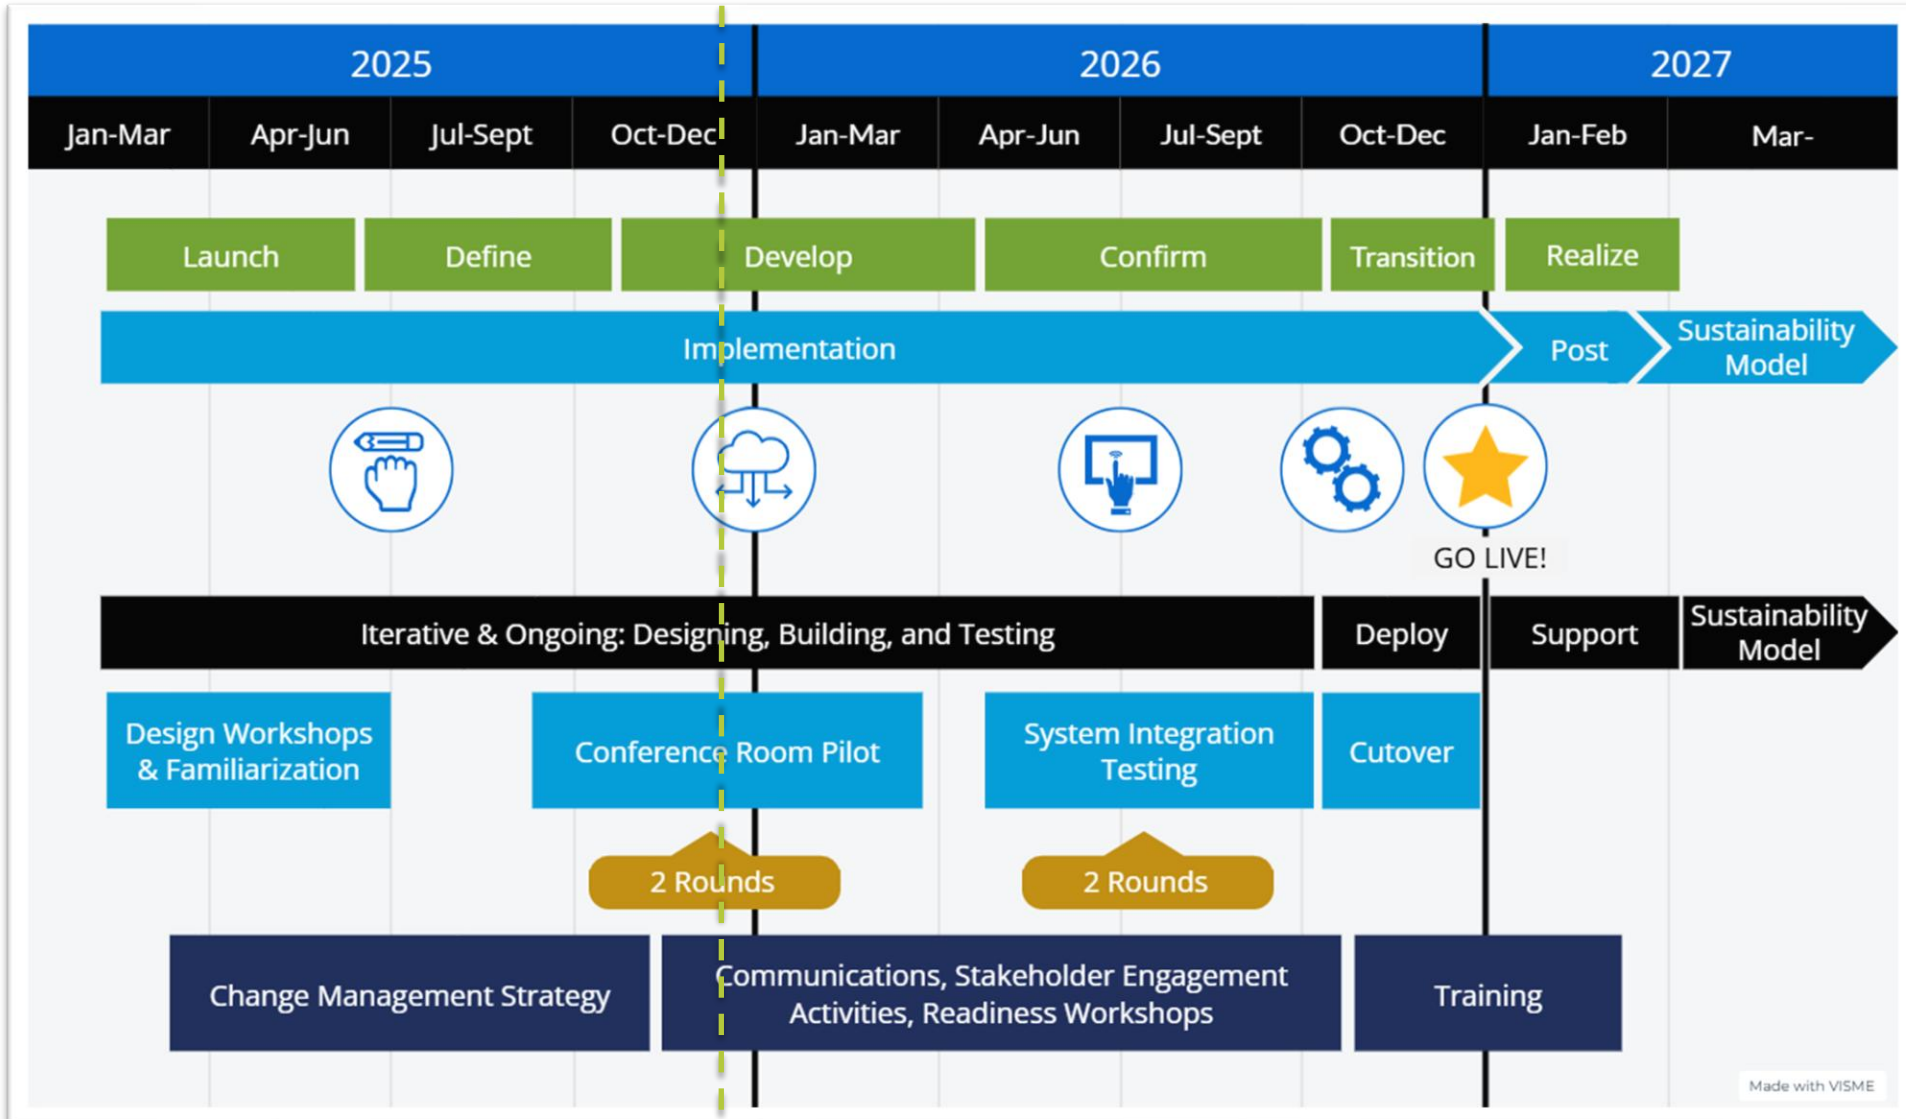 2025
2026
2027
Jan-Mar
Apr-Jun
Jul-Sept
Oct-Dec
Jan-Mar
Apr-Jun
Jul-Sept
Oct-Dec
Jan-Feb
Mar-
Launch
Define
Develop
Confirm
Transition
Realize
Implementation
Post
Sustainability
Model
GO LIVE!
Iterative & Ongoing: Designing, Building, and Testing
Deploy
Support
Sustainability
Model
Design Workshops
& Familiarization
Conference Room Pilot
System Integration
Testing
Cutover
2 Rounds
2 Rounds
Change Management Strategy
Communications, Stakeholder Engagement
Activities, Readiness Workshops
Training
Made with VISME